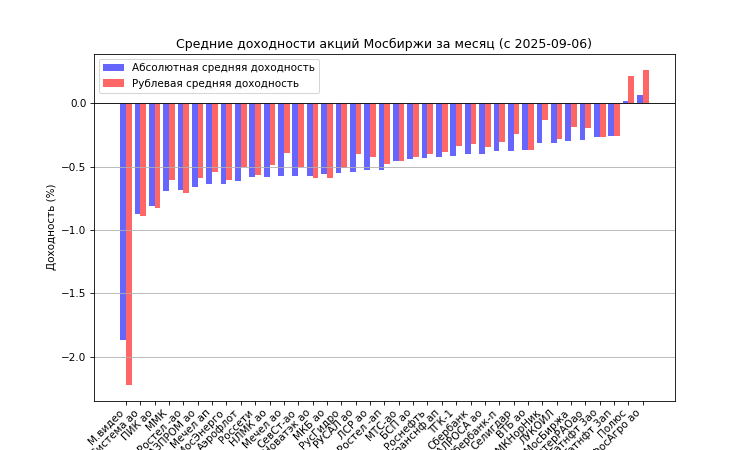 Средние доходности акций Мосбиржи за месяц (с 2025-09-06)
Абсолютная средняя доходность
Рублевая средняя доходность
Доходность (%)
0.0
−0.5
−1.0
−1.5
−2.0
М.видео
ПИК ао
ММК
Ростел -ао
Мечел ап
Аэрофлот
Россети
НЛМК ао
Мечел ао
СевСт-ао
МКБ ао
РусГидро
РУСАЛ ао
ЛСР ао
Ростел -ап
МТС-ао
БСП ао
Роснефть
ТГК-1
Сбербанк
Селигдар
ВТБ ао
ЛУКОЙЛ
МосБиржа
Полюс